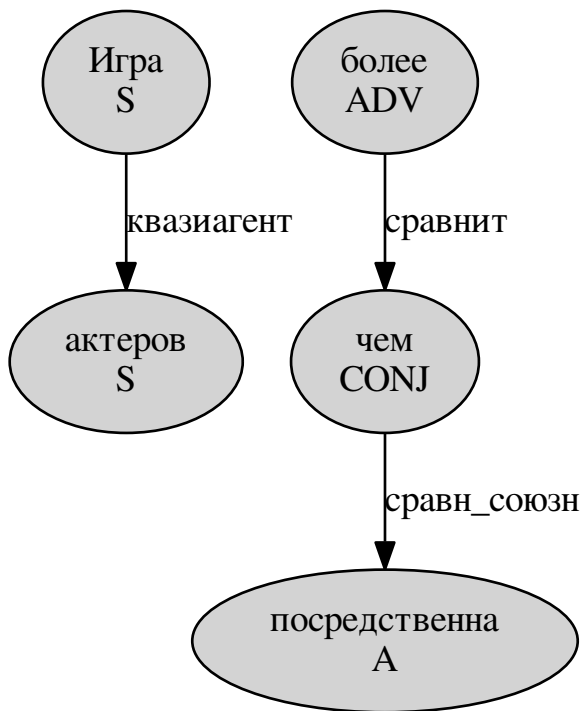 Игра
S
более
ADV
квазиагент
сравнит
актеров
S
чем
CONJ
сравн_союзн
посредственна
A